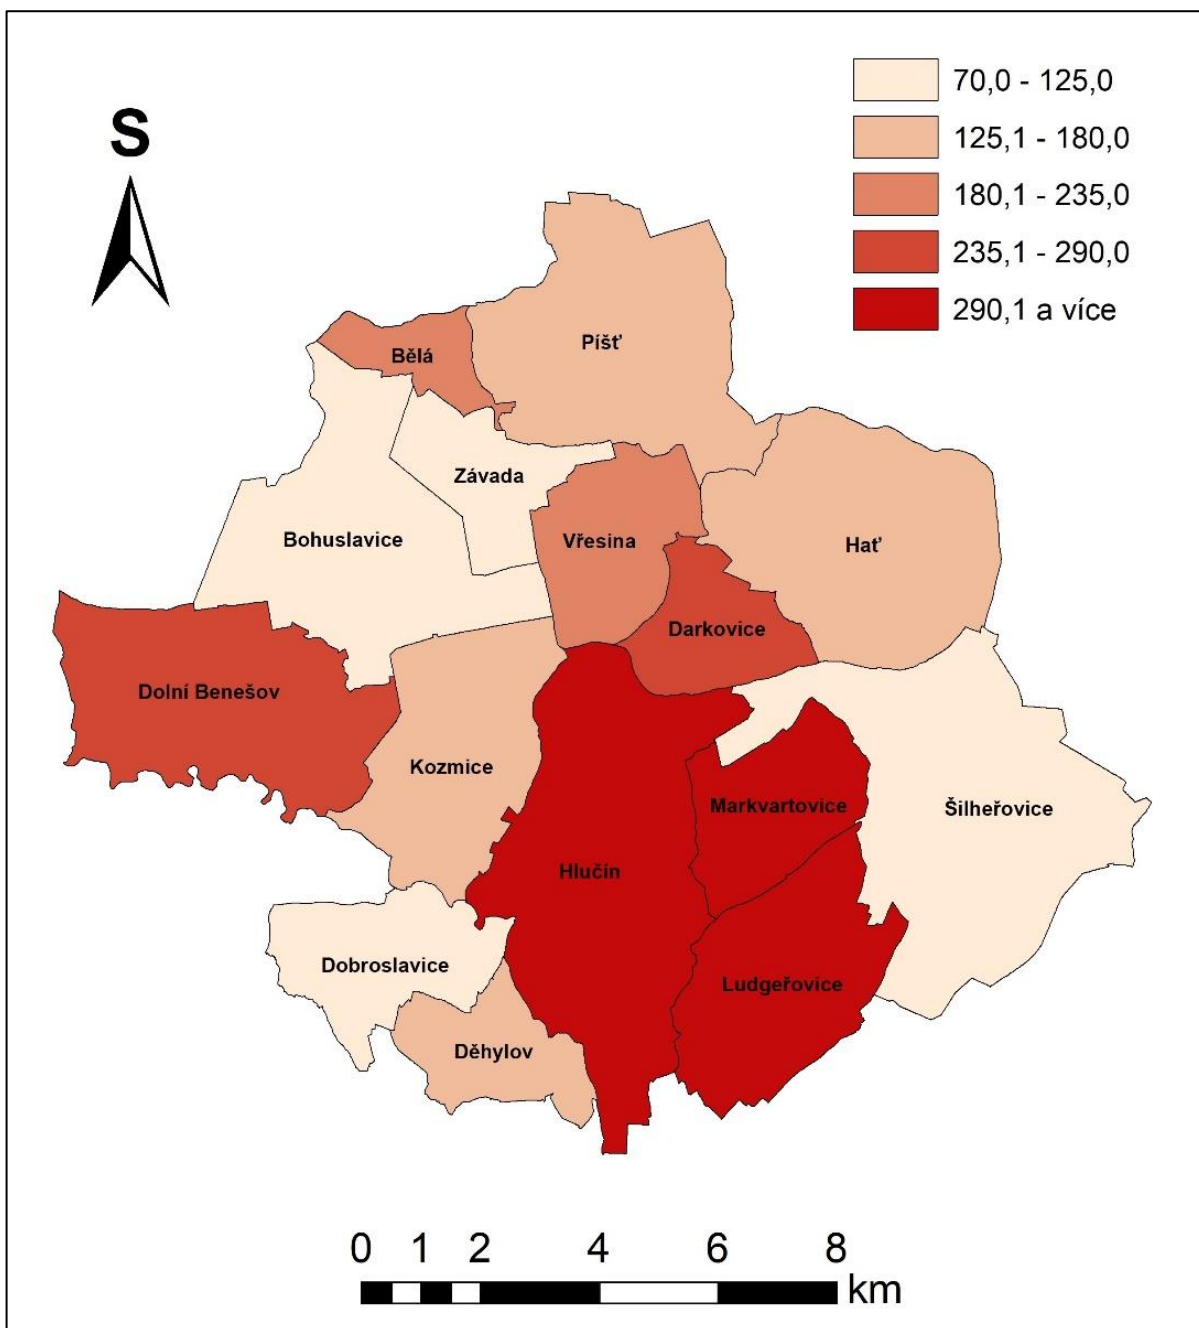 70,0 - 125,0
125,1 - 180,0
180,1 - 235,0
235,1 - 290,0
290,1 a více
S
Píšť
Bělá
Závada
Bohuslavice
Vřesina
Hať
Darkovice
Dolní Benešov
Kozmice
Markvartovice
Šilheřovice
Hlučín
Dobroslavice
Ludgeřovice
Děhylov
0 1 2 4 6 8
km